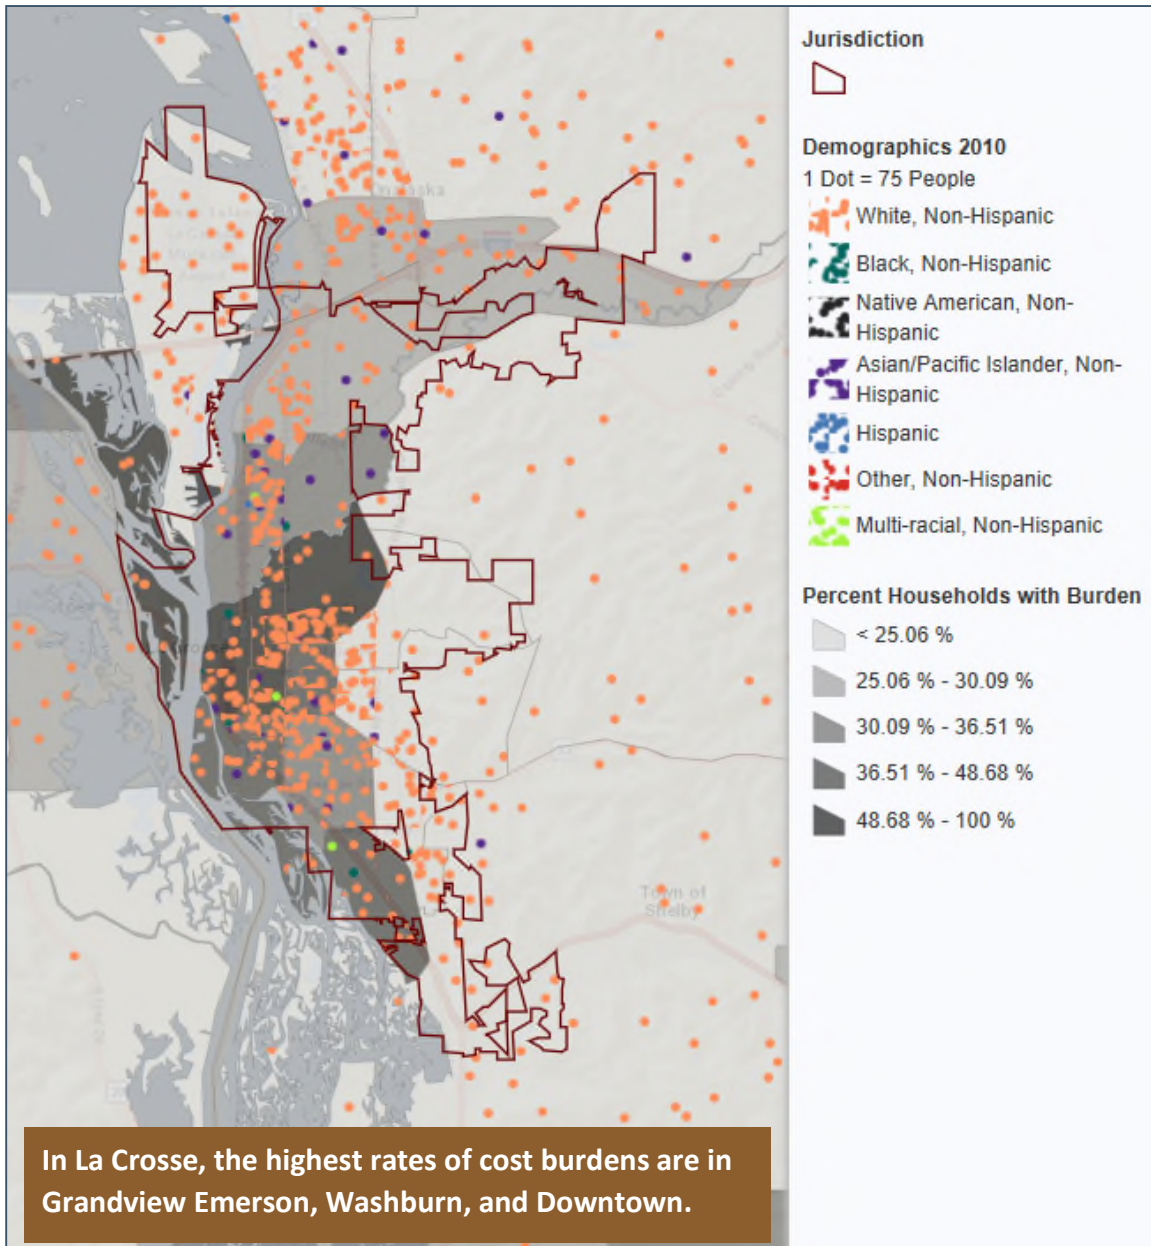 Jurisdiction
Demographics 2010
1 Dot = 75 People
White, Non-Hispanic
Black, Non-Hispanic
Native American, Non-
Hispanic
Asian/Pacific Islander, Non-
Hispanic
Hispanic
Other, Non-Hispanic
Multi-racial, Non-Hispanic
Percent Households with Burden
< 25.06 %
25.06 % - 30.09 %
30.09 % - 36.51 %
36.51 % - 48.68 %
48.68 % - 100 %
Town of
Shelby
In La Crosse, the highest rates of cost burdens are in
Grandview Emerson, Washburn, and Downtown.